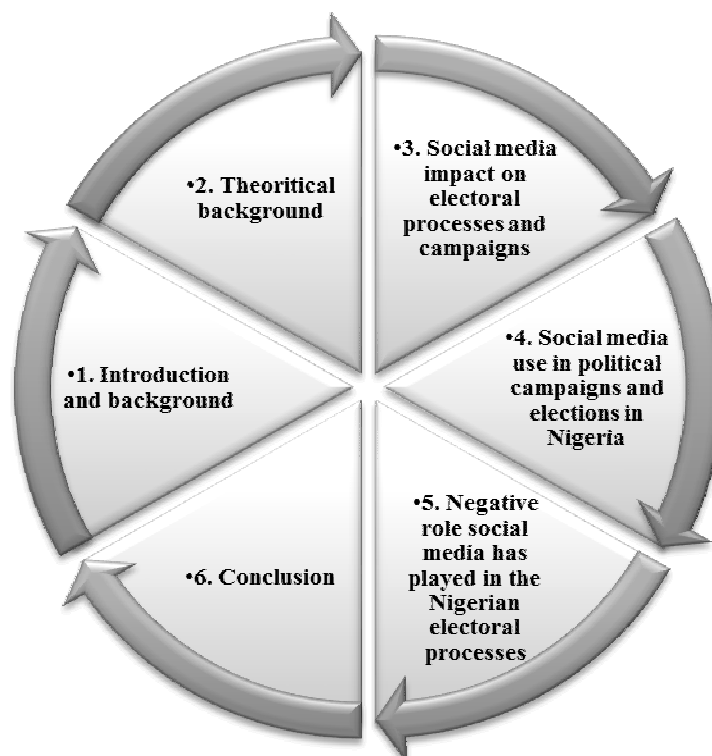 •1. Introduction
and background
•2. Theoritical
background
•3. Social media
impact on
electoral
processes and
campaigns
•4. Social media
use in political
campaigns and
elections in
Nigeria
•5. Negative
role social
media has
played in the
Nigerian
electoral
processes
•6. Conclusion